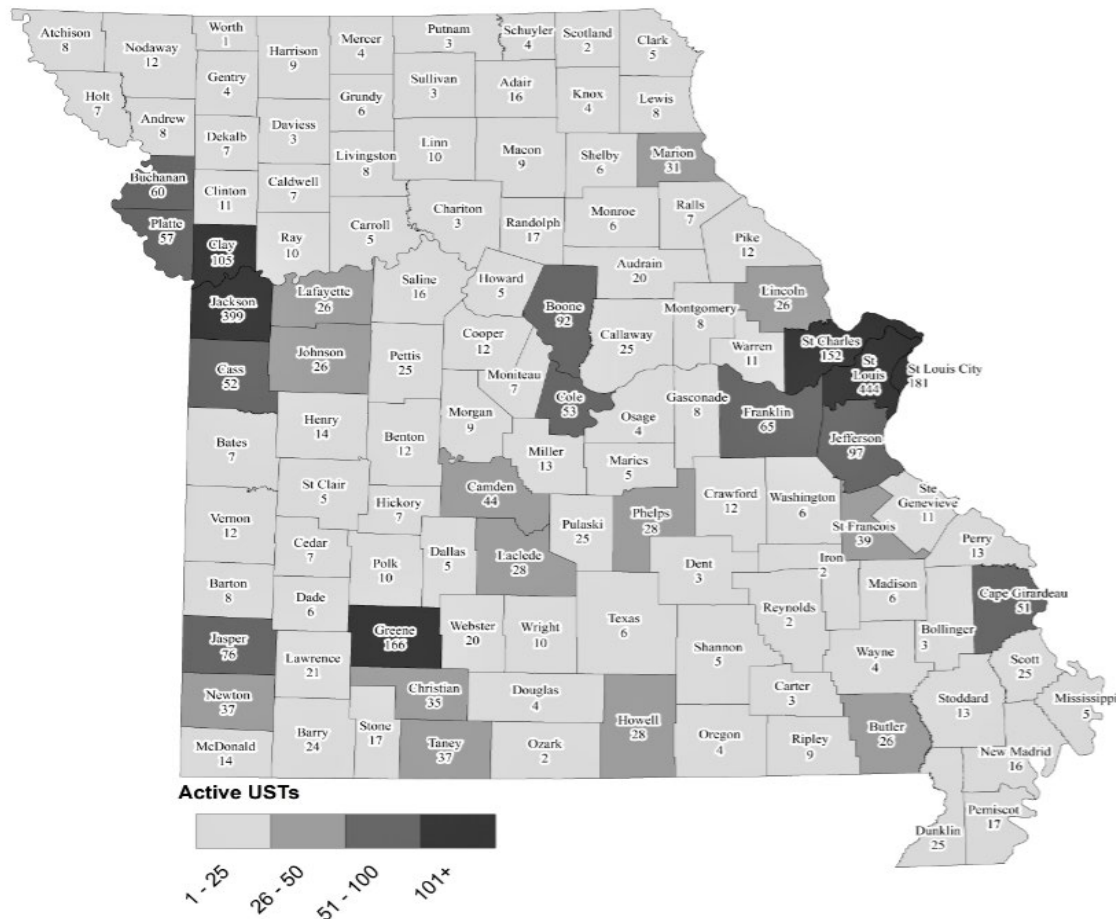 Atchison
8
Nodaway
12
Worth
1
Harrison
9
Mercer
4
Putnam
3
Schuyler
4
Scotland
2
Clark
5
Holt
7
Gentry
4
Sullivan
3
Adair
16
Knox
4
Lewis
8
Andrew
8
Dekalb
7
Daviess
3
Grundy
6
Livingston
8
Linn
10
Macon
9
Shelby
6
Marion
31
Buchanan
60
Clinton
11
Caldwell
7
Carroll
5
Chariton
3
Randolph
17
Monroe
6
Ralls
7
Pike
12
Platte
57
Clay
105
Ray
10
Saline
16
Howard
5
Boone
92
Audrain
20
Jackson
399
Lafayette
26
Lincoln
26
Montgomery
8
Callaway
25
Warren
11
St Charles
152
St
Louis
444
St Louis City
181
Cass
52
Johnson
26
Pettis
25
Cooper
12
Moniteau
7
Cole
53
Osage
4
Gasconade
8
Franklin
65
Jefferson
97
Bates
7
Henry
14
Benton
12
Morgan
9
Miller
13
Maries
5
Camden
44
St Clair
5
Hickory
7
Pulaski
25
Phelps
28
Crawford
12
Washington
6
St Francois
39
Ste
Genevieve
11
Perry
13
Vernon
12
Cedar
7
Polk
10
Dallas
5
Laclede
28
Dent
3
Iron
2
Madison
6
Cape Girardeau
51
Barton
8
Dade
6
Greene
166
Webster
20
Wright
10
Texas
6
Reynolds
2
Shannon
5
Wayne
4
Bollinger
3
Scott
25
Mississippi
5
Jasper
76
Lawrence
21
Christian
35
Douglas
4
Howell
28
Carter
3
Butler
26
Stoddard
13
Newton
37
McDonald
14
Barry
24
Stone
17
Taney
37
Ozark
2
Oregon
4
Ripley
9
New Madrid
16
Pemiscot
17
Dunklin
25
Active USTs
1 - 25
26 - 50
51 - 100
101+